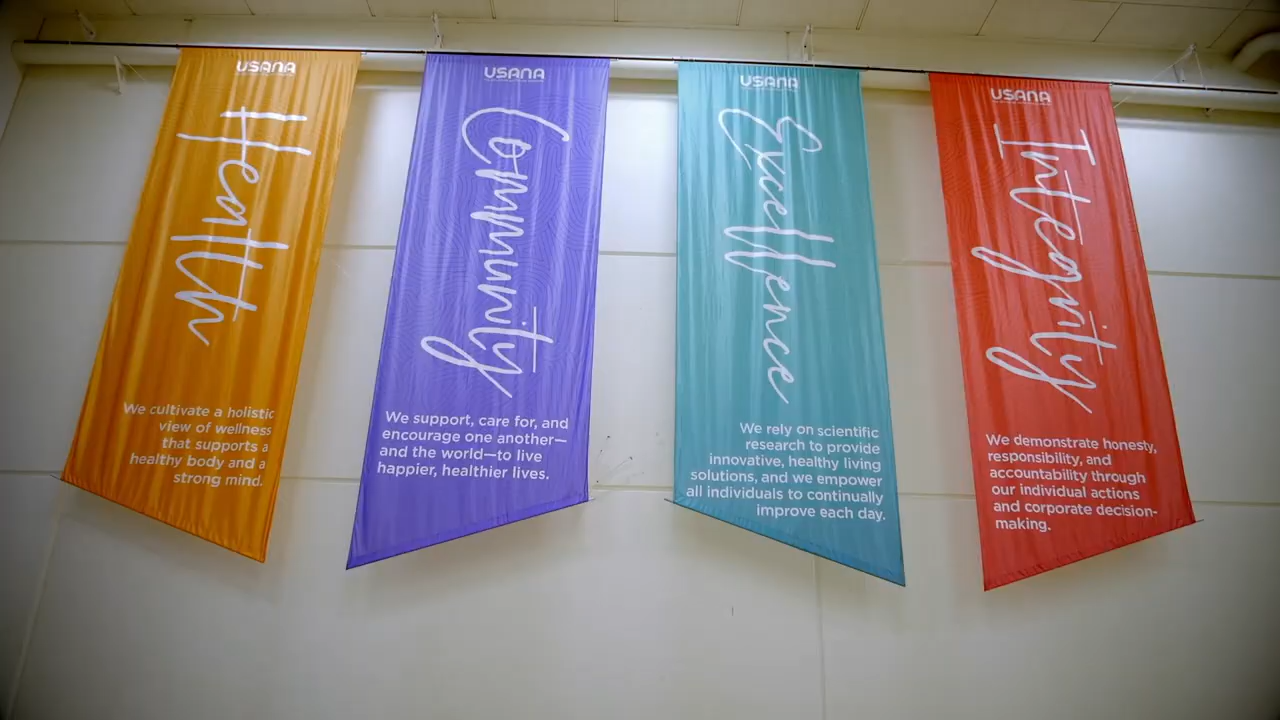 USANA
Health
We cultivate a holistic
view of wellness
that supports a
healthy body and a
strong mind.
USANA
Community
We support, care for, and
encourage one another—
and the world—to live
happier, healthier lives.
USANA
Excellence
We rely on scientific
research to provide
innovative, healthy living
solutions, and we empower
all individuals to continually
improve each day.
USANA
Integrity
We demonstrate honesty,
responsibility, and
accountability through
our individual actions
and corporate decision-
making.